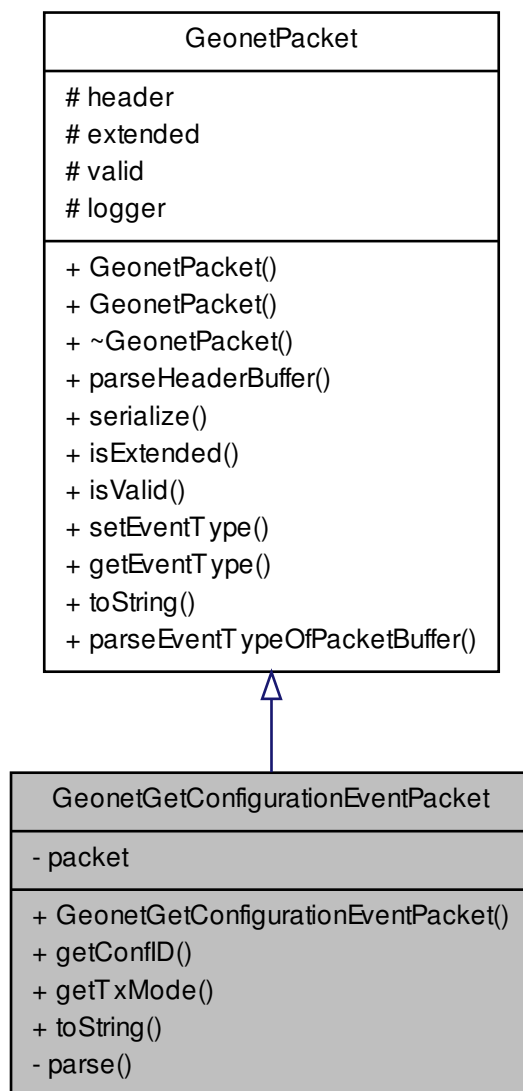 GeonetPacket
# header
# extended
# valid
# logger
+ GeonetPacket()
+ GeonetPacket()
+ ~GeonetPacket()
+ parseHeaderBuffer()
+ serialize()
+ isExtended()
+ isValid()
+ setEventType()
+ getEventType()
+ toString()
+ parseEventTypeOfPacketBuffer()
GeonetGetConfigurationEventPacket
- packet
+ GeonetGetConfigurationEventPacket()
+ getConfID()
+ getTxMode()
+ toString()
- parse()